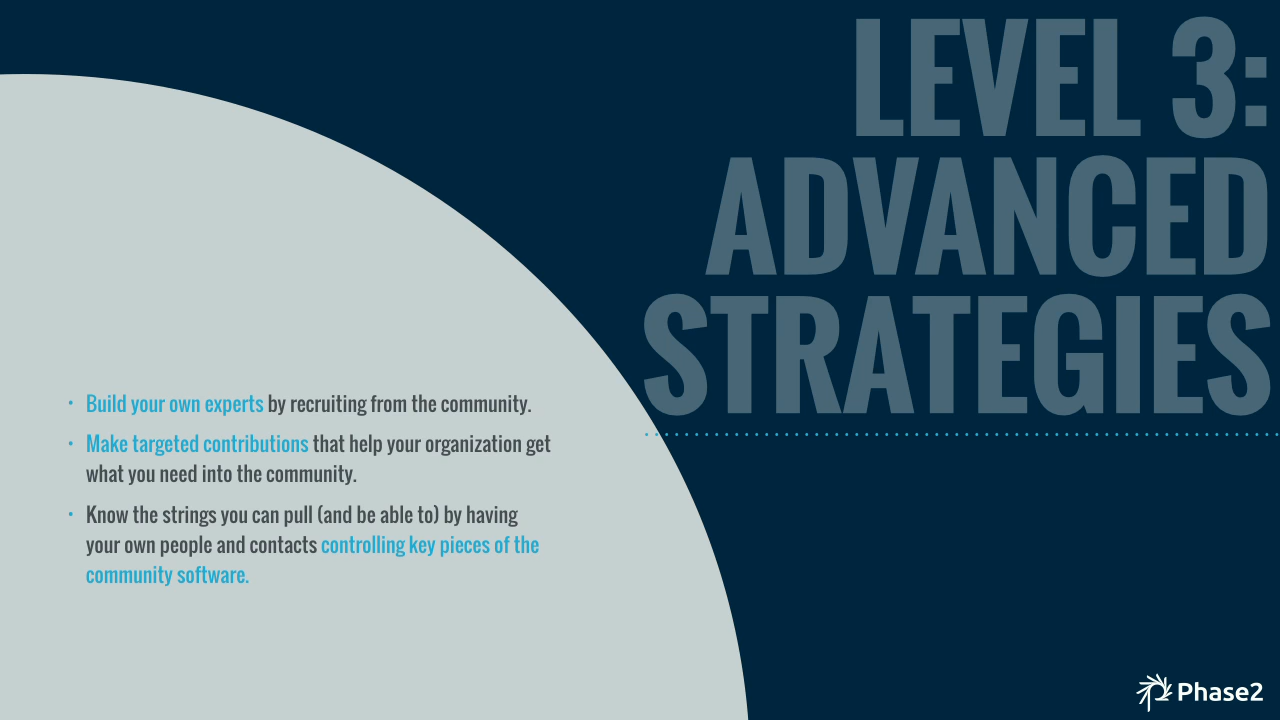 LEVEL 3:
ADVANCED
STRATEGIES
• Build your own experts by recruiting from the community.
• Make targeted contributions that help your organization get
what you need into the community.
• Know the strings you can pull (and be able to) by having
your own people and contacts controlling key pieces of the
community software.
Phase2